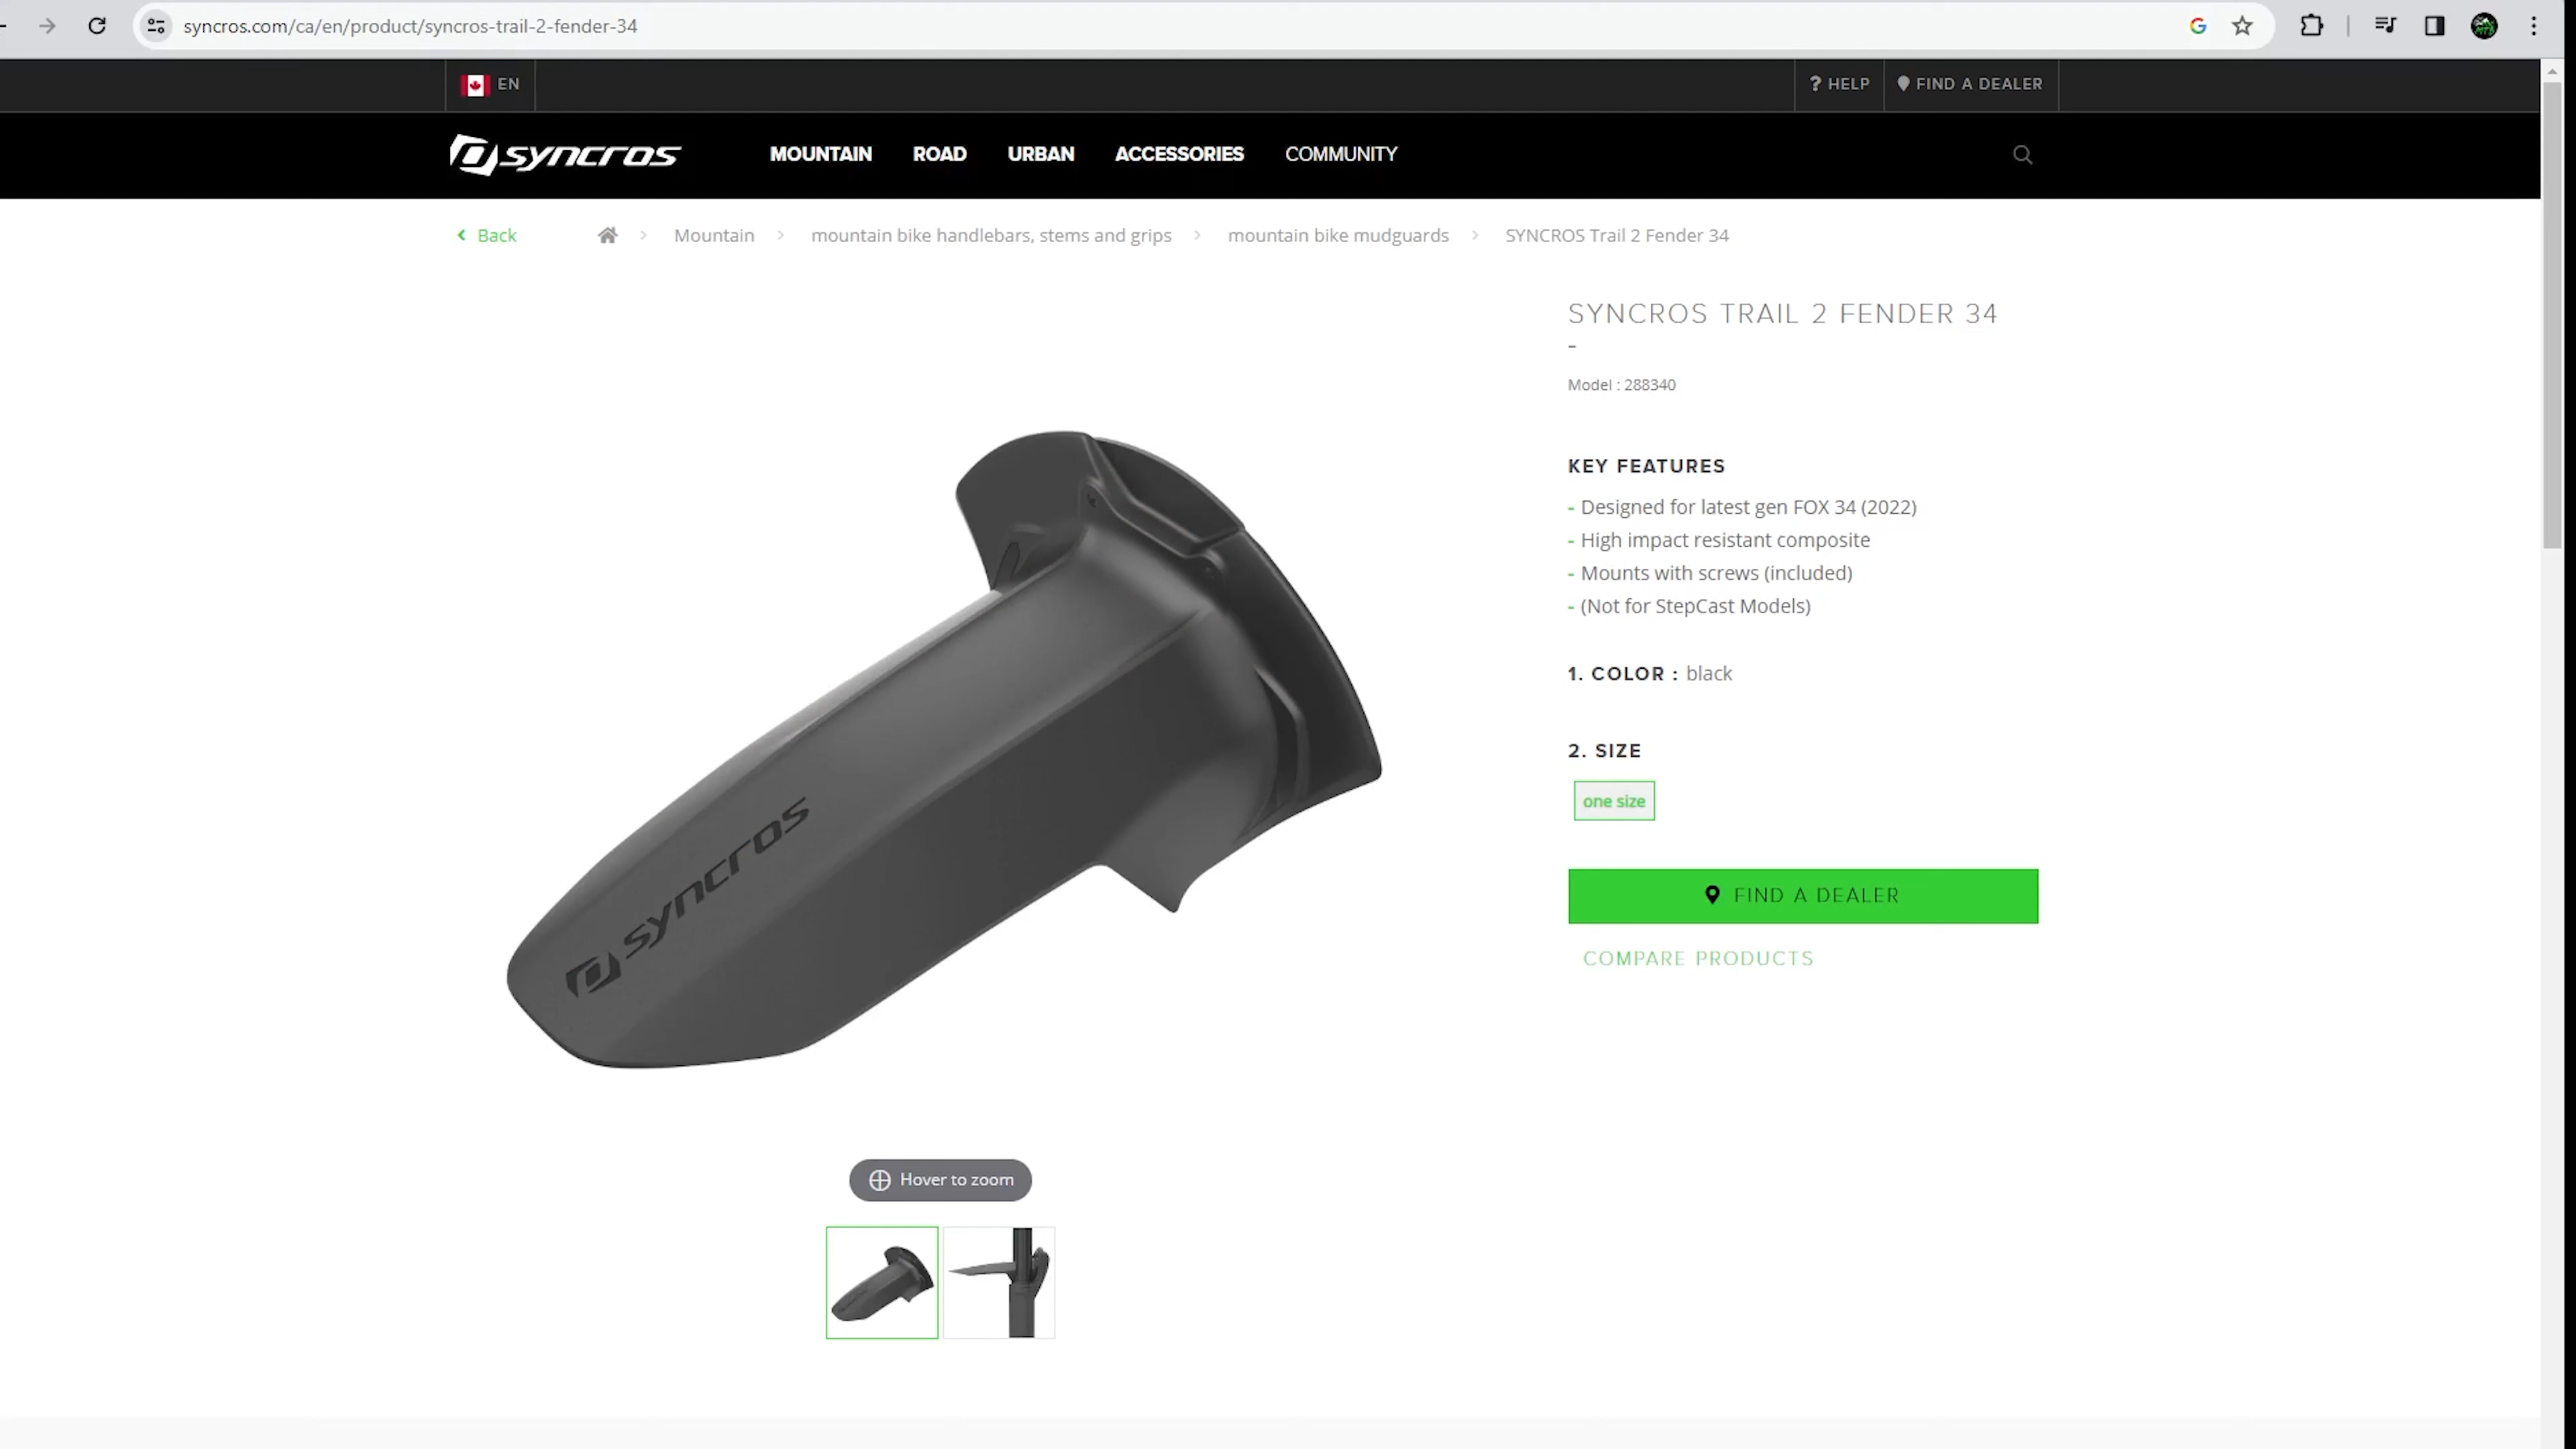 syncros.com/ca/en/product/syncros-trail-2-fender-34
EN
? HELP
FIND A DEALER
syncros
MOUNTAIN
ROAD
URBAN
ACCESSORIES
COMMUNITY
Back
Mountain
mountain bike handlebars, stems and grips
mountain bike mudguards
SYNCROS Trail 2 Fender 34
SYNCROS TRAIL 2 FENDER 34
-
Model : 288340
KEY FEATURES
- Designed for latest gen FOX 34 (2022)
- High impact resistant composite
- Mounts with screws (included)
- (Not for StepCast Models)
1. COLOR : black
2. SIZE
one size
FIND A DEALER
COMPARE PRODUCTS
syncros
Hover to zoom